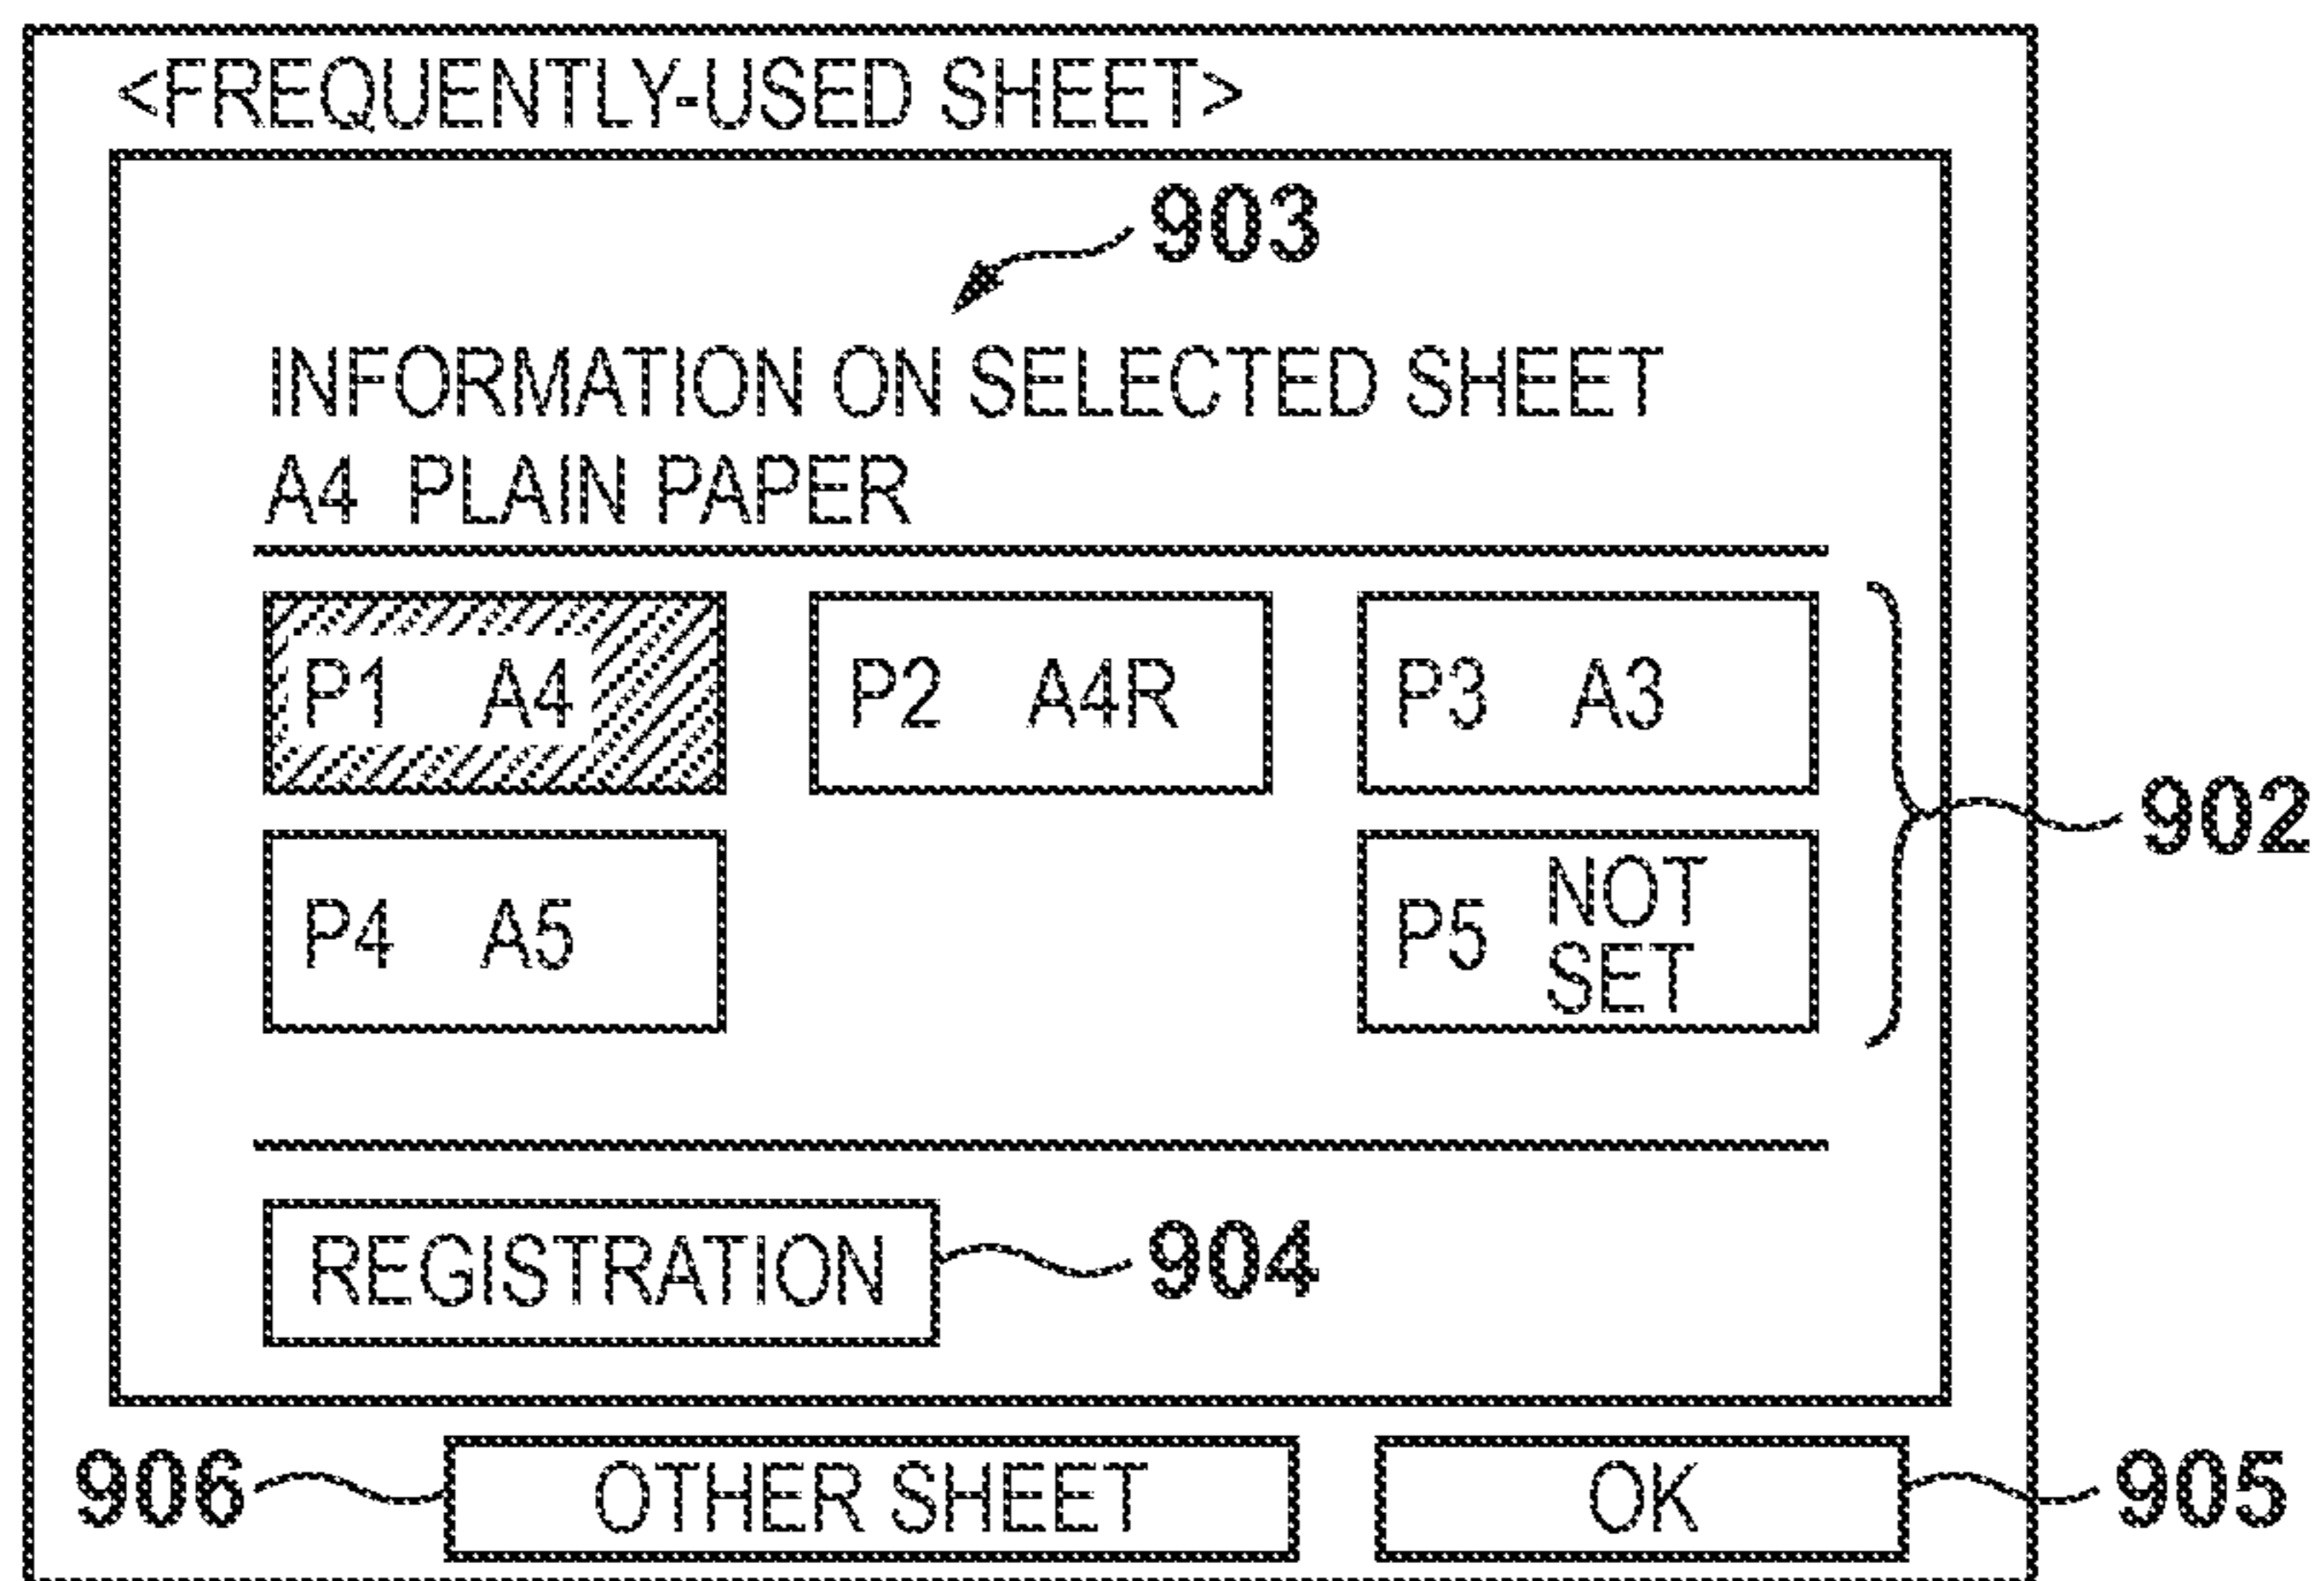 <FREQUENTLY-USED SHEET>
903
INFORMATION ON SELECTED SHEET
A4 PLAIN PAPER
P1 A4
P2 A4R
P3 A3
902
P4 A5
P5 NOT
SET
REGISTRATION
904
906
OTHER SHEET
OK
905